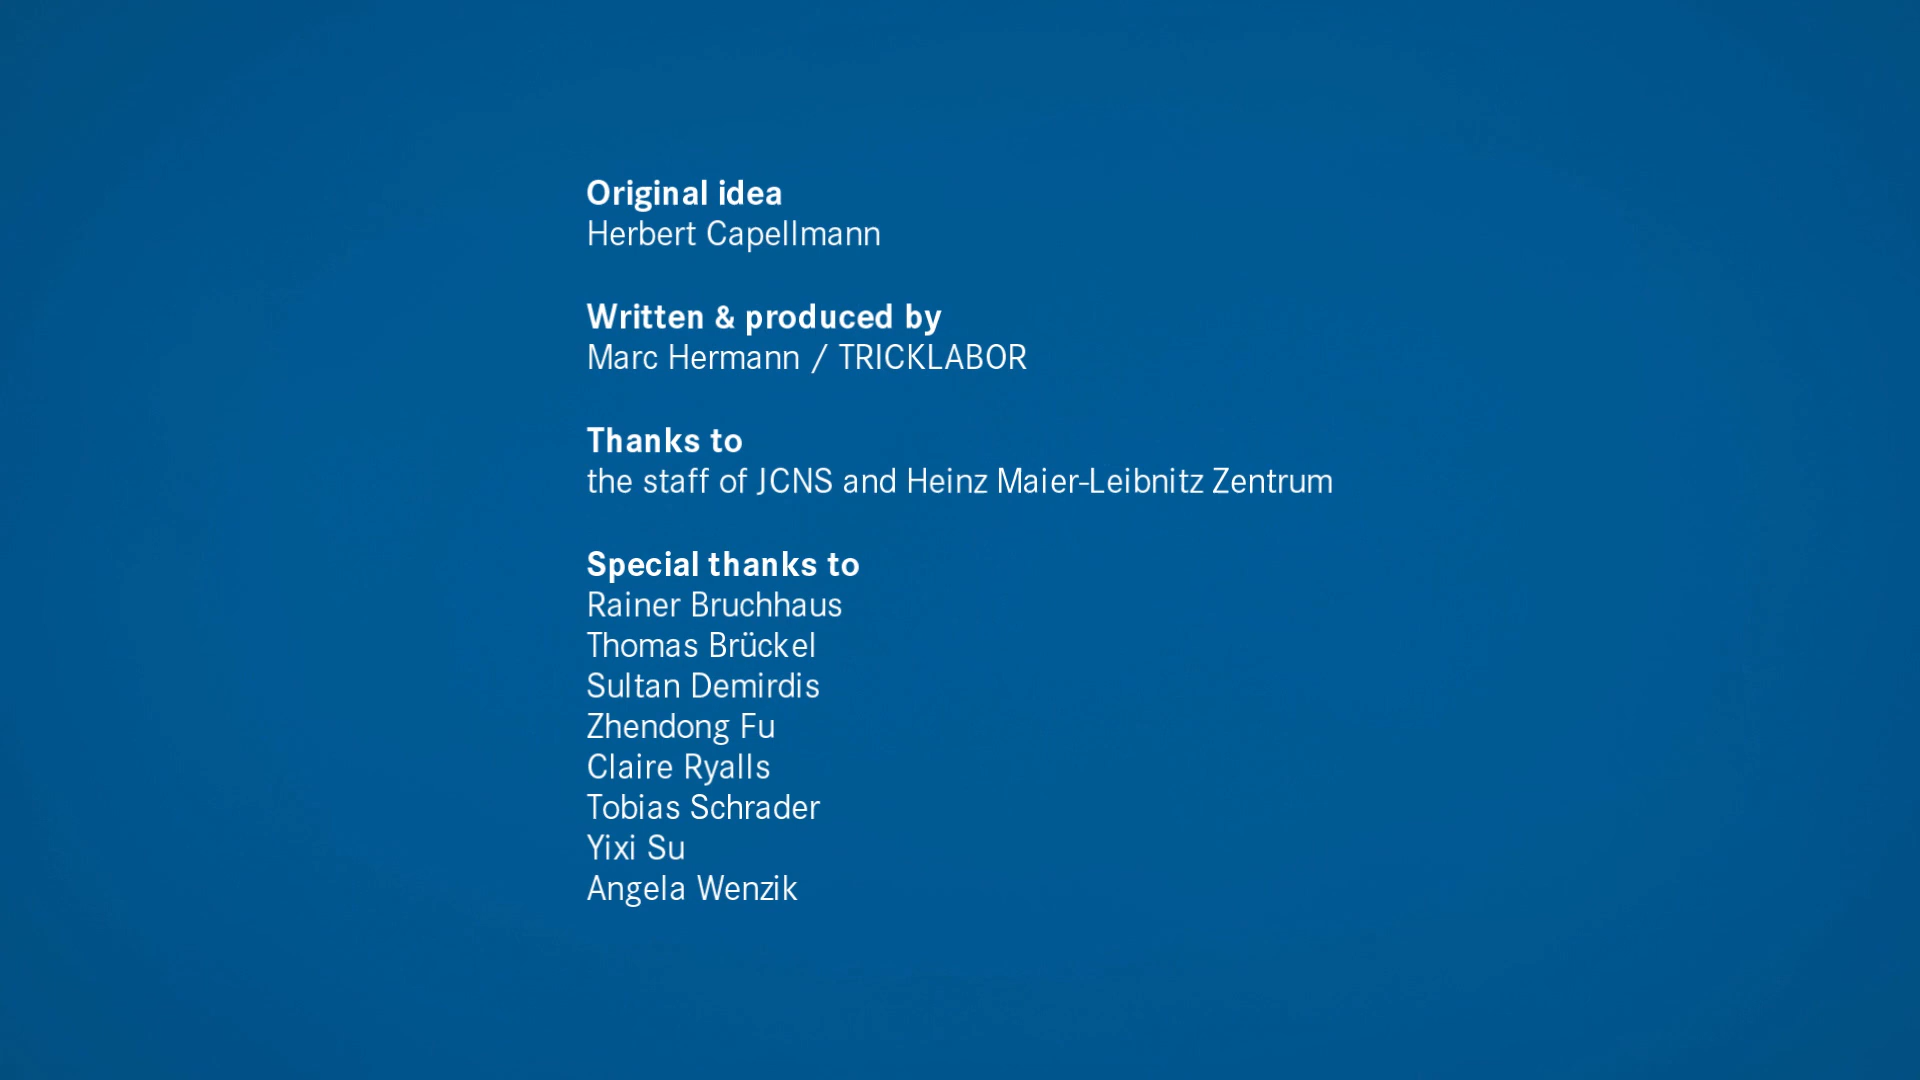 Original idea
Herbert Capellmann
Written & produced by
Marc Hermann / TRICKLABOR
Thanks to
the staff of JCNS and Heinz Maier-Leibnitz Zentrum
Special thanks to
Rainer Bruchhaus
Thomas Brückel
Sultan Demirdis
Zhendong Fu
Claire Ryalls
Tobias Schrader
Yixi Su
Angela Wenzik